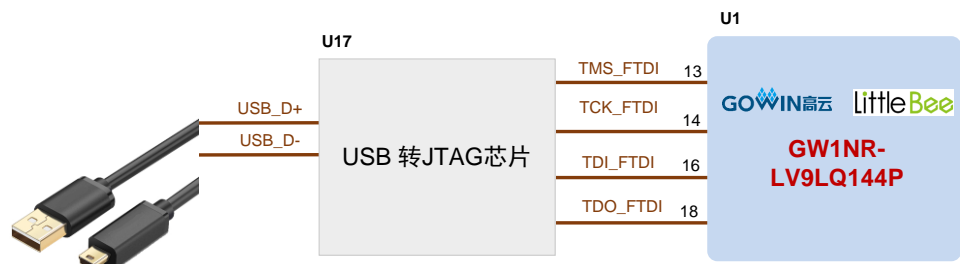 U1
U17
TMS_FTDI 13
USB_D+
TCK_FTDI
14
GOWIN高云 LittleBee
USB_D-
USB 转JTAG芯片
GW1NR-
LV9LQ144P
TDI_FTDI 16
TDO_FTDI 18